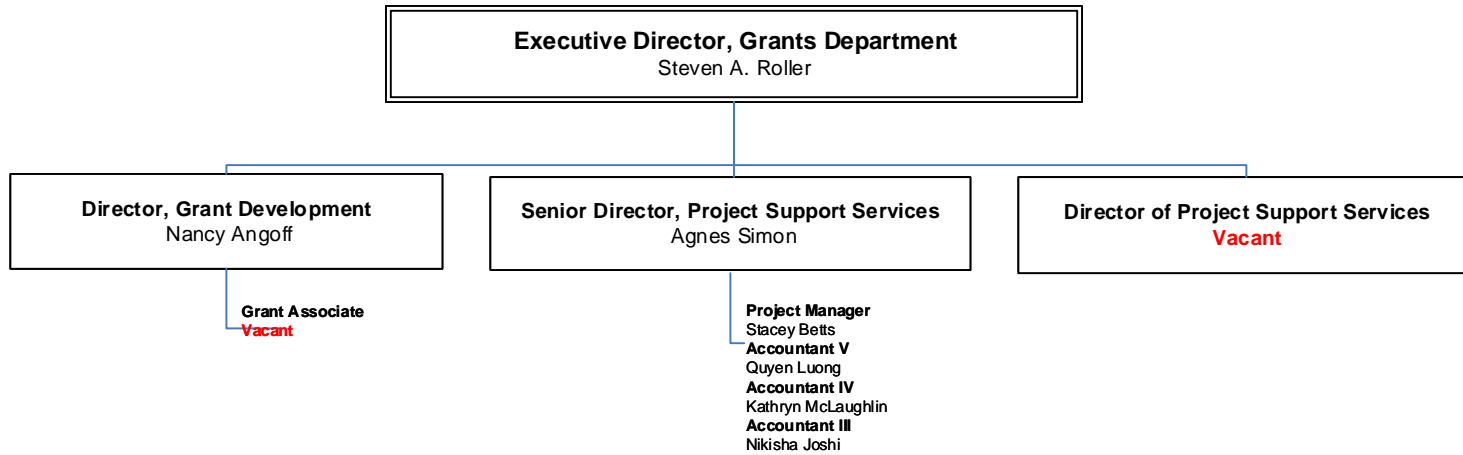 Executive Director, Grants Department
Steven A. Roller
Director, Grant Development
Nancy Angoff
Senior Director, Project Support Services
Agnes Simon
Director of Project Support Services
Vacant
Grant Associate
Vacant
Project Manager
Stacey Betts
Accountant V
Quyen Luong
Accountant IV
Kathryn McLaughlin
Accountant III
Nikisha Joshi